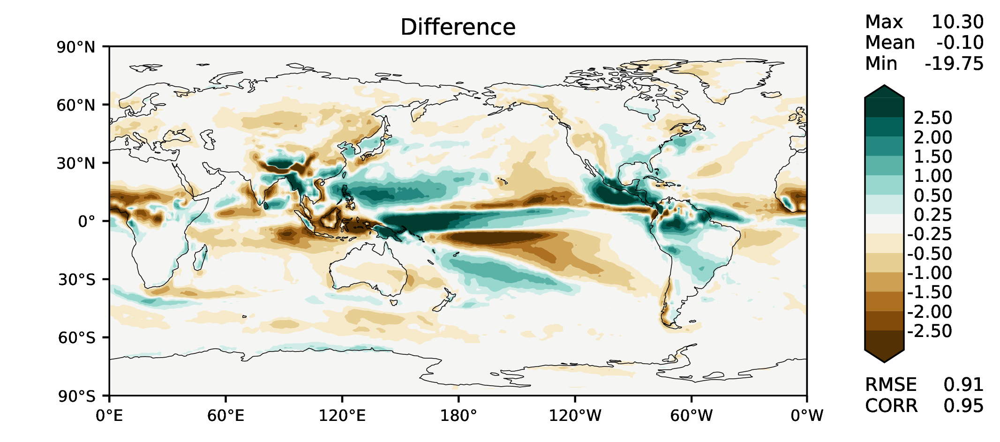 Difference
Max 10.30
Mean -0.10
Min -19.75
90°N
60°N
30°N
0°
30°S
60°S
90°S
0°E 60°E 120°E 180° 120°W 60°W 0°W
2.50
2.00
1.50
1.00
0.50
0.25
-0.25
-0.50
-1.00
-1.50
-2.00
-2.50
RMSE 0.91
CORR 0.95